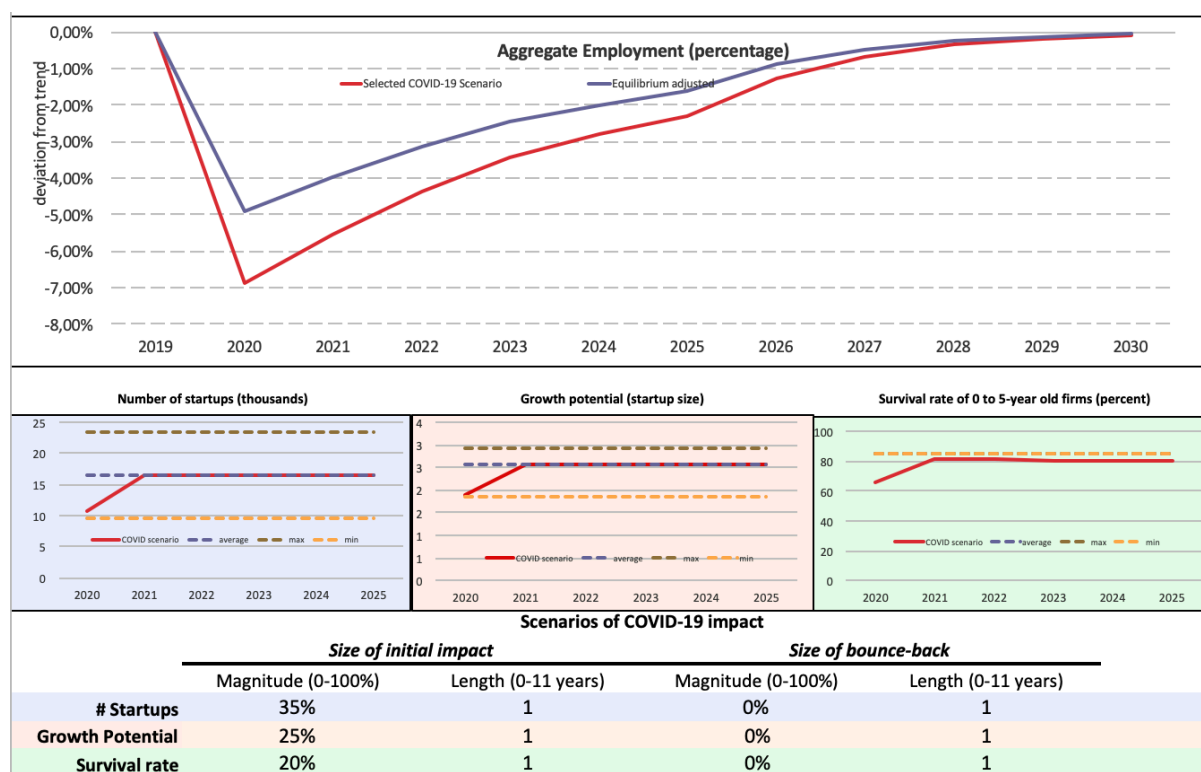 Aggregate Employment (percentage)
Selected COVID-19 Scenario Equilibrium adjusted
deviation from trend
0,00%
-1,00%
-2,00%
-3,00%
-4,00%
-5,00%
-6,00%
-7,00%
-8,00%
2019 2020 2021 2022 2023 2024 2025 2026 2027 2028 2029 2030
Number of startups (thousands)
25
20
15
10
5
0
COVID scenario average max min
2020 2021 2022 2023 2024 2025
Growth potential (startup size)
4
3
3
2
2
1
1
0
COVID scenario average max min
2020 2021 2022 2023 2024 2025
Survival rate of 0 to 5-year old firms (percent)
100
80
60
40
20
0
COVID scenario *average max min
2020 2021 2022 2023 2024 2025
Scenarios of COVID-19 impact
Size of initial impact Size of bounce-back
Magnitude (0-100%) Length (0-11 years) Magnitude (0-100%) Length (0-11 years)
# Startups 35% 1 0% 1
Growth Potential 25% 1 0% 1
Survival rate 20% 1 0% 1